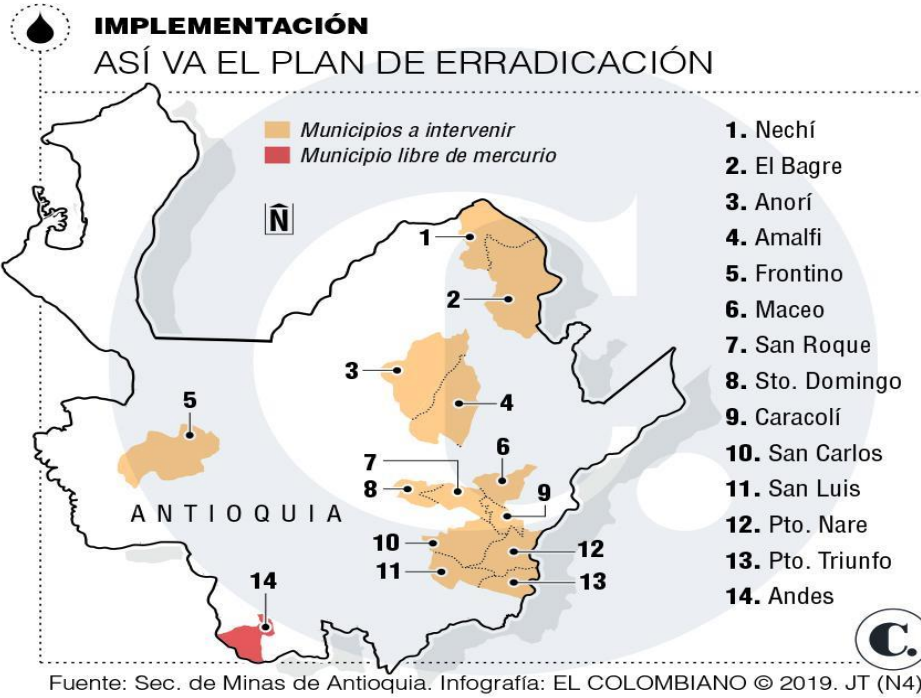 IMPLEMENTACIÓN
ASÍ VA EL PLAN DE ERRADICACIÓN
Municipios a intervenir
Municipio libre de mercurio
N
1
2
3
4
5
6
7
8
9
10
11
12
13
14
ANTIOQUIA
1. Nechí
2. El Bagre
3. Anorí
4. Amalfi
5. Frontino
6. Maceo
7. San Roque
8. Sto. Domingo
9. Caracolí
10. San Carlos
11. San Luis
12. Pto. Nare
13. Pto. Triunfo
14. Andes
C.
Fuente: Sec. de Minas de Antioquia. Infografía: EL COLOMBIANO © 2019. JT (N4)